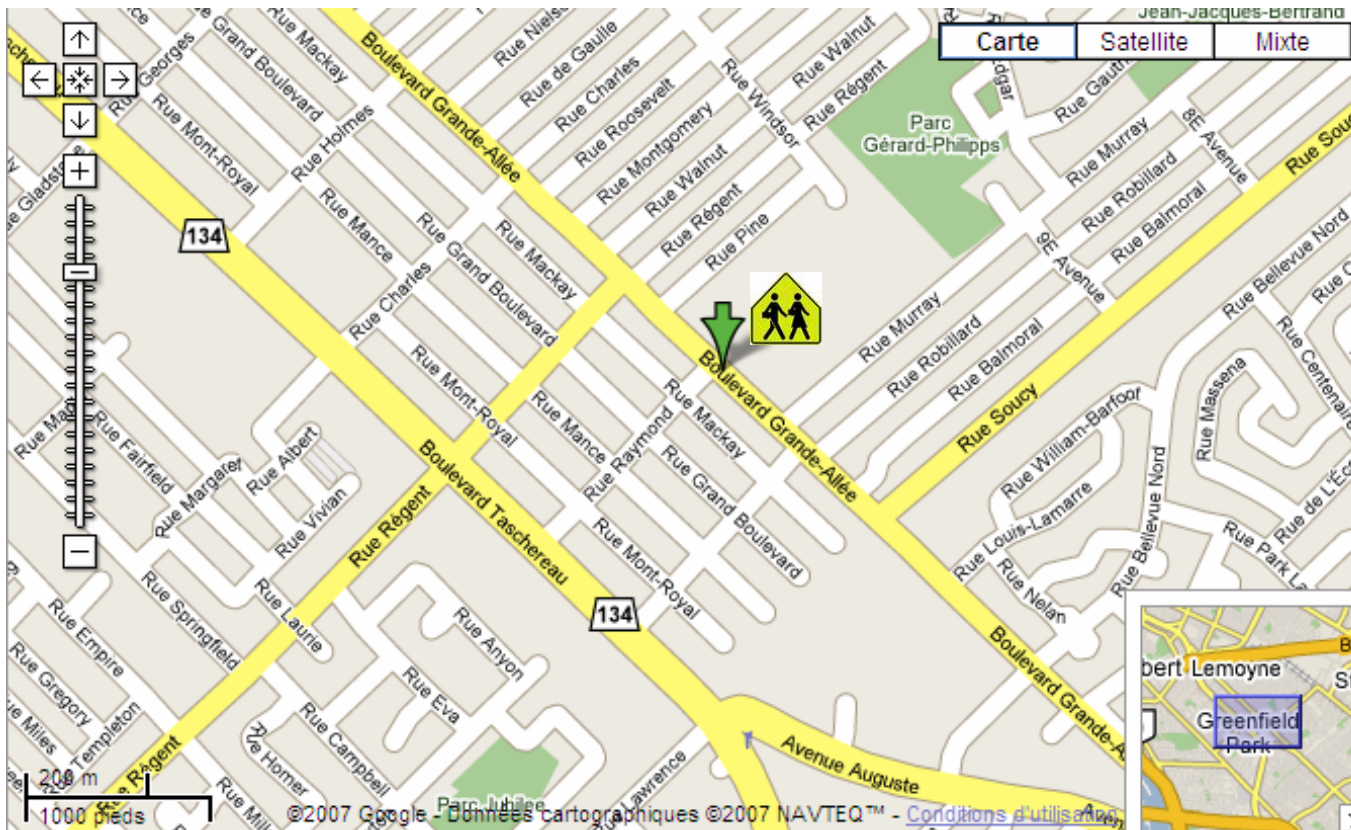 Jean-Jacques-Bertrand
Carte
Satellite
Mixte
Rue Mackay
Grand Boulevard
Rue Georges
Rue Mont-Royal
Rue Holmes
Boulevard Grande-Allée
Rue Nielsen
Rue de Gaulle
Rue Charles
Rue Roosevelt
Rue Montgomery
Rue Walnut
Rue Régent
Rue Pine
Rue Windsor
Rue Walnut
Rue Régent
Parc
Gérard-Philipps
Edgar
8E Avenue
Rue Murray
Rue Robillard
Rue Balmoral
9E Avenue
Rue Soucy
Rue Bellevue Nord
134
Rue Mance
Rue Charles
Rue Grand Boulevard
Rue Mackay
Rue Mont-Royal
Rue Mance
Rue Raymond
Rue Mackay
Rue Grand Boulevard
Rue Mont-Royal
Boulevard Grande-Allée
Rue Murray
Rue Robillard
Rue Balmoral
Rue Soucy
Rue Massena
Rue Centenaire
Rue William-Barfoot
Rue Louis-Lamarre
Rue Nelan
Rue Bellevue Nord
Rue Park
Rue Fairfield
Rue Margaret
Rue Albert
Rue Vivian
Rue Régent
Boulevard Taschereau
134
Rue Springfield
Rue Laurie
Rue Anyon
Rue Eva
Rue Campbell
Rue Homer
Rue Empire
Rue Gregory
Rue Miles
Templeton
Rue Régent
Boulevard Grande-A
Avenue Auguste
Lawrence
Parc Jubilee
bert Lemoyne
Greenfield
Park
200 m
1000 pieds
©2007 Google - Données cartographiques ©2007 NAVTEQ™ - Conditions d'utilisation